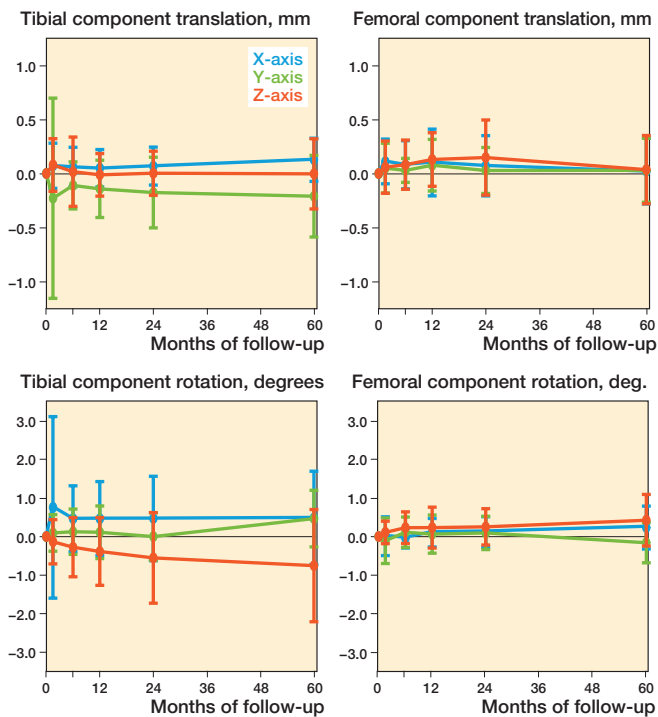 Tibial component translation, mm
1.0
0.5
0.0
−0.5
−1.0
X-axis
Y-axis
Z-axis
0 12 24 36 48 60
Months of follow-up
Femoral component translation, mm
1.0
0.5
0.0
−0.5
−1.0
0 12 24 36 48 60
Months of follow-up
Tibial component rotation, degrees
3.0
2.0
1.0
0.0
−1.0
−2.0
−3.0
0 12 24 36 48 60
Months of follow-up
Femoral component rotation, deg.
3.0
2.0
1.0
0.0
−1.0
−2.0
−3.0
0 12 24 36 48 60
Months of follow-up